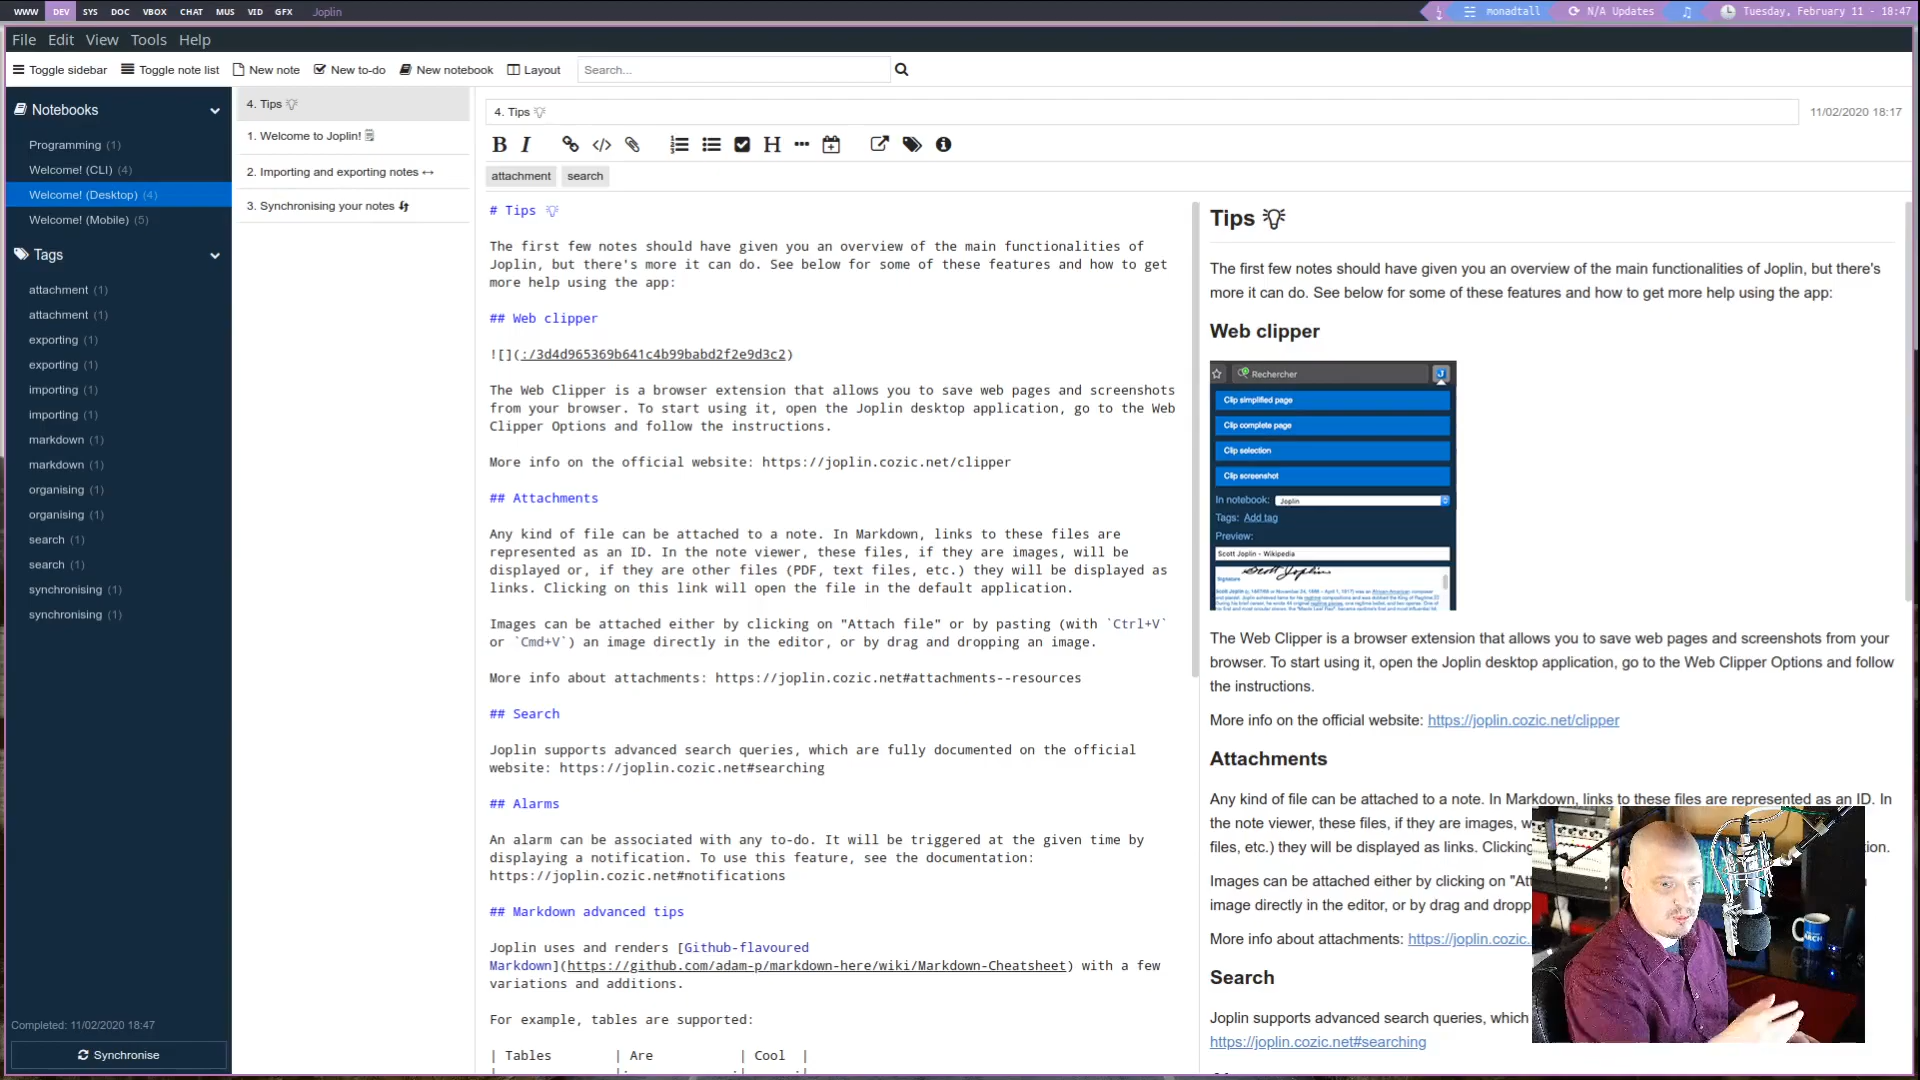 WWW DEV SYS DOC VBOX CHAT MUS VID GFX Joplin
monadtall N/A Updates Tuesday, February 11 - 18:47
File Edit View Tools Help
Toggle sidebar Toggle note list New note New to-do New notebook Layout Search...
Notebooks
Programming (1)
Welcome! (CLI) (4)
Welcome! (Desktop) (4)
Welcome! (Mobile) (5)
Tags
attachment (1)
attachment (1)
exporting (1)
exporting (1)
importing (1)
importing (1)
markdown (1)
markdown (1)
organising (1)
organising (1)
search (1)
search (1)
synchronising (1)
synchronising (1)
Completed: 11/02/2020 18:47
Synchronise
4. Tips
1. Welcome to Joplin!
2. Importing and exporting notes ↔
3. Synchronising your notes
4. Tips
11/02/2020 18:17
B I </> H
attachment search
# Tips
The first few notes should have given you an overview of the main functionalities of
Joplin, but there's more it can do. See below for some of these features and how to get
more help using the app:
## Web clipper
![](:/3d4d965369b641c4b99babd2f2e9d3c2)
The Web Clipper is a browser extension that allows you to save web pages and screenshots
from your browser. To start using it, open the Joplin desktop application, go to the Web
Clipper Options and follow the instructions.
More info on the official website: https://joplin.cozic.net/clipper
## Attachments
Any kind of file can be attached to a note. In Markdown, links to these files are
represented as an ID. In the note viewer, these files, if they are images, will be
displayed or, if they are other files (PDF, text files, etc.) they will be displayed as
links. Clicking on this link will open the file in the default application.
Images can be attached either by clicking on "Attach file" or by pasting (with `Ctrl+V`
or `Cmd+V`) an image directly in the editor, or by drag and dropping an image.
More info about attachments: https://joplin.cozic.net#attachments--resources
## Search
Joplin supports advanced search queries, which are fully documented on the official
website: https://joplin.cozic.net#searching
## Alarms
An alarm can be associated with any to-do. It will be triggered at the given time by
displaying a notification. To use this feature, see the documentation:
https://joplin.cozic.net#notifications
## Markdown advanced tips
Joplin uses and renders [Github-flavoured
Markdown](https://github.com/adam-p/markdown-here/wiki/Markdown-Cheatsheet) with a few
variations and additions.
For example, tables are supported:
| Tables | Are | Cool |
Tips
The first few notes should have given you an overview of the main functionalities of Joplin, but there's
more it can do. See below for some of these features and how to get more help using the app:
Web clipper
Rechercher
Clip simplified page
Clip complete page
Clip selection
Clip screenshot
In notebook: Joplin
Tags: Add tag
Preview:
Scott Joplin - Wikipedia
Scott Joplin
Signature
The Web Clipper is a browser extension that allows you to save web pages and screenshots from your
browser. To start using it, open the Joplin desktop application, go to the Web Clipper Options and follow
the instructions.
More info on the official website: https://joplin.cozic.net/clipper
Attachments
Any kind of file can be attached to a note. In Markdown, links to these files are represented as an ID. In
the note viewer, these files, if they are images, w
files, etc.) they will be displayed as links. Clicking
Images can be attached either by clicking on "At
image directly in the editor, or by drag and dropp
More info about attachments: https://joplin.cozic.
Search
Joplin supports advanced search queries, which
https://joplin.cozic.net#searching
ARCH